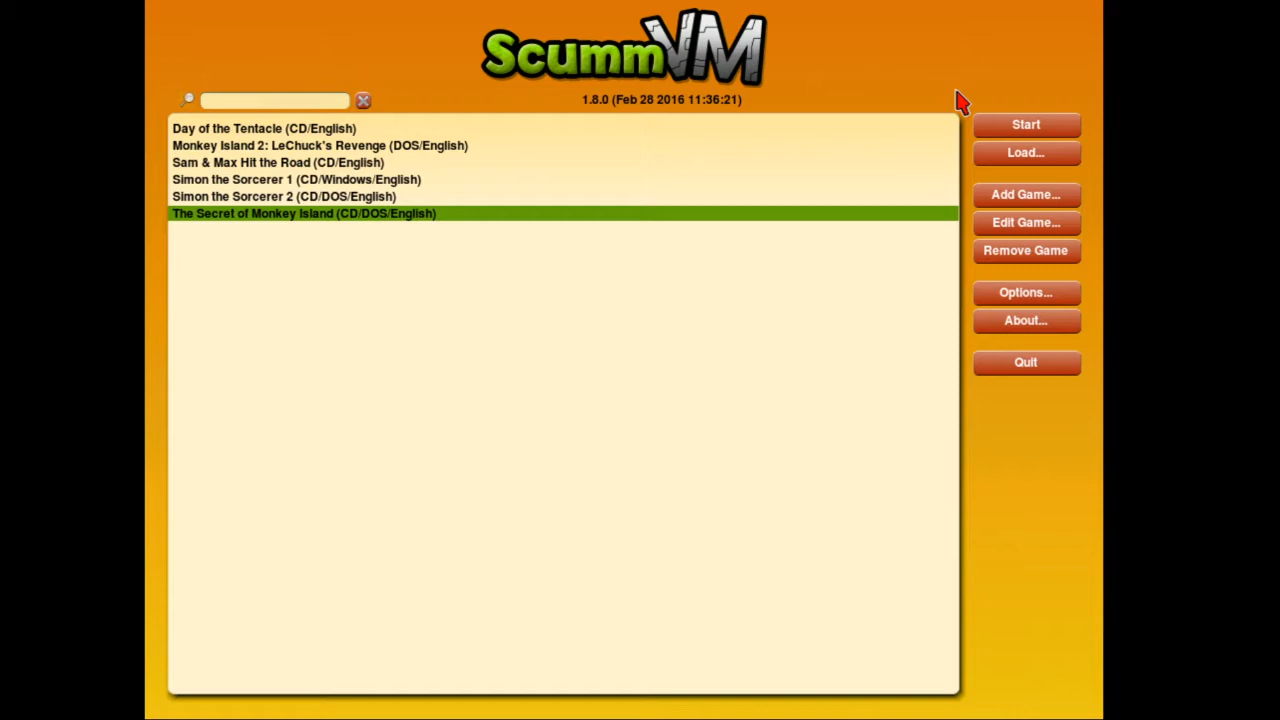 ScummVM
1.8.0 (Feb 28 2016 11:36:21)
Day of the Tentacle (CD/English)
Monkey Island 2: LeChuck's Revenge (DOS/English)
Sam & Max Hit the Road (CD/English)
Simon the Sorcerer 1 (CD/Windows/English)
Simon the Sorcerer 2 (CD/DOS/English)
The Secret of Monkey Island (CD/DOS/English)
Start
Load...
Add Game...
Edit Game...
Remove Game
Options...
About...
Quit